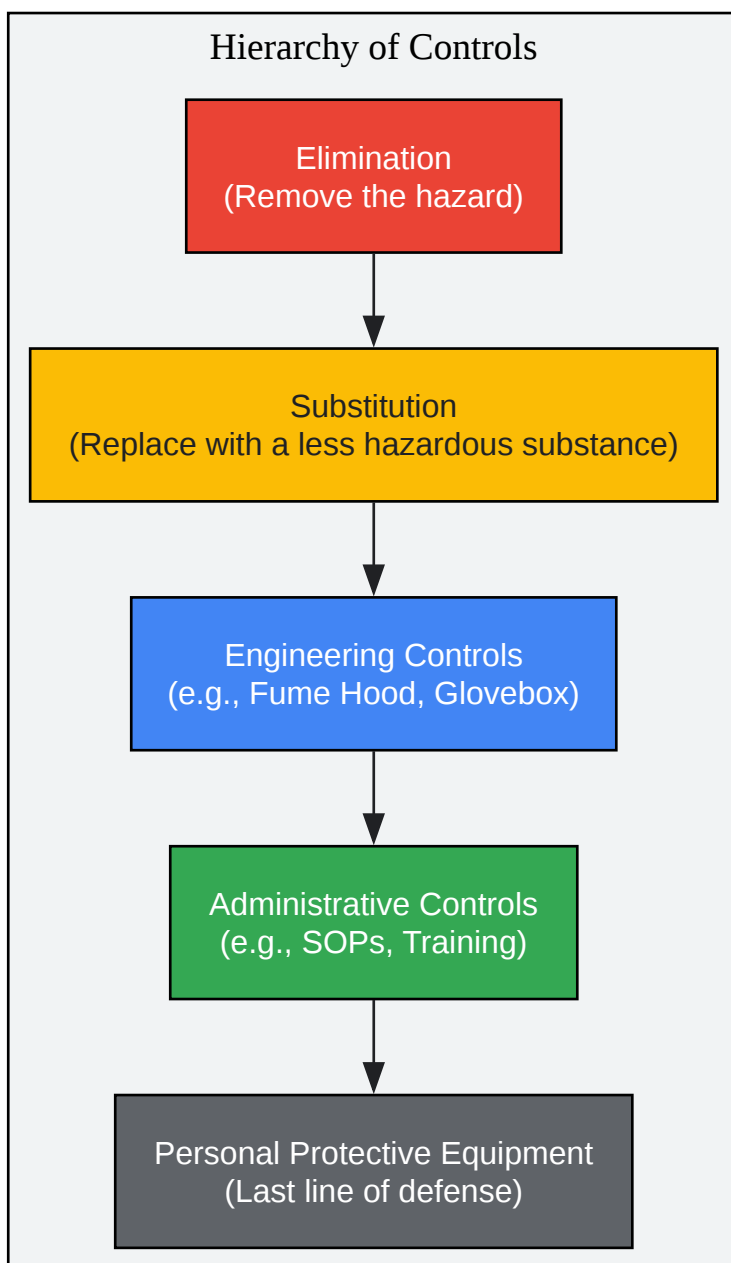 Hierarchy of Controls
Elimination
(Remove the hazard)
Substitution
(Replace with a less hazardous substance)
Engineering Controls
(e.g., Fume Hood, Glovebox)
Administrative Controls
(e.g., SOPs, Training)
Personal Protective Equipment
(Last line of defense)